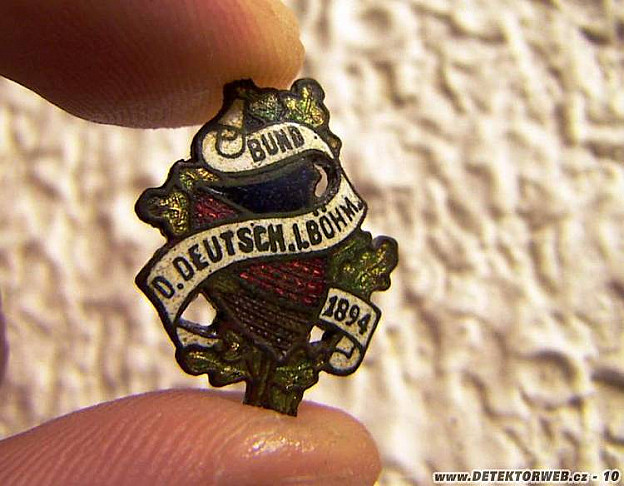 BUND
D. DEUTSCH. I. BÖHM.
1894
www.DETEKTORWEB.cz - 10